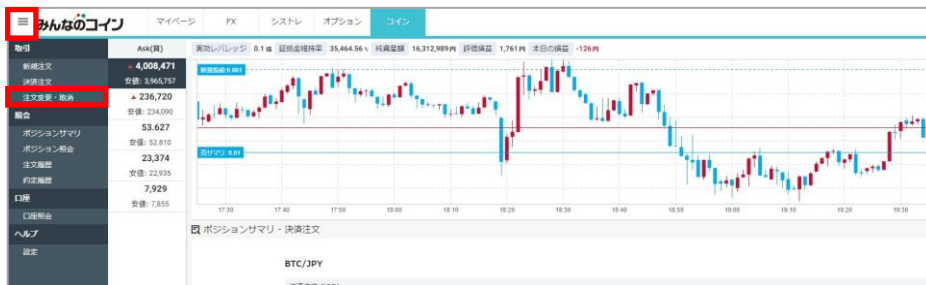 みんなのコイン マイページ FX シストレ オプション コイン
取引
新規注文
決済注文
注文変更・取消
照会
ポジションサマリ
ポジション照会
注文履歴
約定履歴
口座
口座照会
ヘルプ
設定
Ask(買)
▲ 4,008,471
安値: 3,965,757
▲ 236,720
安値: 234,090
53.627
安値: 52.810
23,374
安値: 22,935
7,929
安値: 7,855
実効レバレッジ 0.1倍 証拠金維持率 35,464.56% 純資産額 16,312,989円 評価損益 1,761円 本日の損益 -126円
新規指値 0.001
売サマリ 0.01
17:30 17:40 17:50 18:00 18:10 18:20 18:30 18:40 18:50 19:00 19:10 19:20 19:30
ポジションサマリ - 決済注文
BTC/JPY